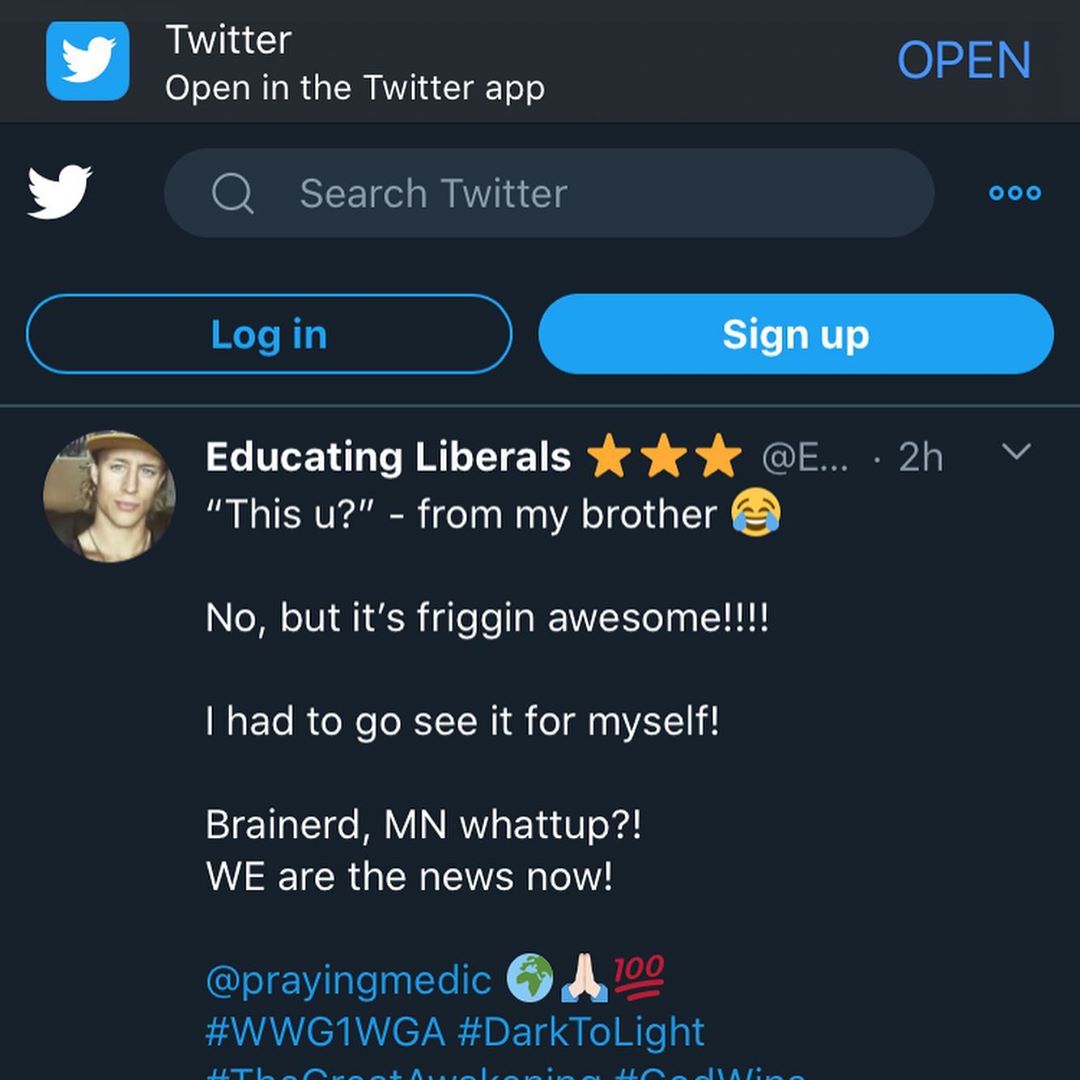 Twitter
Open in the Twitter app
OPEN
Search Twitter
Log in
Sign up
Educating Liberals ⭐⭐⭐ @E... · 2h
“This u?” - from my brother 😂
No, but it’s friggin awesome!!!!
I had to go see it for myself!
Brainerd, MN whattup?!
WE are the news now!
@prayingmedic 🌍🙏🏻💯
#WWG1WGA #DarkToLight
#TheGreatAwakening #GodWins